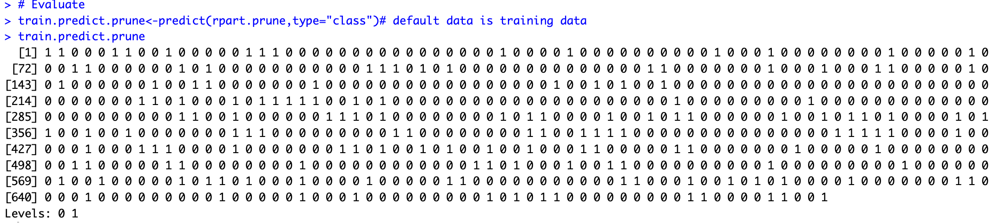 > # Evaluate
> train.predict.prune<-predict(rpart.prune,type="class")# default data is training data
> train.predict.prune
[1] 1 1 0 0 0 1 1 0 0 1 0 0 0 0 0 1 1 1 0 0 0 0 0 0 0 0 0 0 0 0 0 0 0 0 1 0 0 0 0 1 0 0 0 0 0 0 0 0 0 0 1 0 0 0 1 0 0 0 0 0 0 0 0 1 0 0 0 0 0 1 0
[72] 0 0 1 1 0 0 0 0 0 0 1 0 1 0 0 0 0 0 0 0 0 0 0 0 1 1 1 0 1 0 1 0 0 0 0 0 0 0 0 0 0 0 0 0 0 1 1 0 0 0 0 0 0 0 1 0 0 0 1 0 0 0 1 1 0 0 0 0 0 1 0
[143] 0 1 0 0 0 0 0 0 1 0 0 1 1 0 0 0 0 0 0 0 1 0 0 0 0 0 0 0 0 0 0 0 0 0 0 0 0 0 1 0 0 1 0 1 0 0 1 0 0 0 0 0 0 0 0 0 0 0 0 0 0 0 0 0 0 0 0 0 0 0 0
[214] 0 0 0 0 0 0 0 1 1 0 1 0 0 0 1 0 1 1 1 1 1 0 0 1 0 1 0 0 0 0 0 0 0 0 0 0 0 0 0 0 0 0 0 0 0 0 0 1 0 0 0 0 0 0 0 0 0 1 0 0 0 0 0 0 0 0 0 0 0 0 0
[285] 0 0 0 0 0 0 0 0 0 0 1 1 0 0 1 0 0 0 0 0 0 1 1 1 0 1 0 0 0 0 0 0 0 0 1 0 1 1 0 0 0 0 1 0 0 1 0 1 1 0 0 0 0 0 0 1 0 0 1 0 1 1 0 1 0 0 0 0 1 0 1
[356] 1 0 0 1 0 0 1 0 0 0 0 0 0 0 1 1 1 0 0 0 0 0 0 0 0 0 1 1 0 0 0 0 0 0 0 0 1 1 0 0 1 1 1 1 0 0 0 0 0 0 0 0 0 0 0 0 0 0 0 1 1 1 1 1 0 0 0 0 1 0 0
[427] 0 0 0 1 0 0 0 1 1 1 0 0 0 0 1 0 0 0 0 0 0 0 1 1 0 1 0 0 1 0 1 0 0 1 0 0 1 0 0 0 1 1 0 0 0 0 0 1 1 0 0 0 0 0 0 0 1 0 0 0 0 0 1 0 0 0 0 0 0 0 0
[498] 0 0 1 1 0 0 0 0 0 1 1 0 0 0 0 0 0 0 0 1 0 0 0 0 0 0 0 0 0 0 0 0 1 1 0 1 0 0 0 1 0 0 1 1 0 0 0 0 0 0 0 0 0 0 1 0 0 0 0 0 0 0 0 0 1 0 0 0 0 0 0
[569] 0 1 0 0 1 0 0 0 0 0 1 0 1 1 0 1 0 0 0 1 0 0 0 0 1 0 0 0 0 0 1 1 0 0 0 0 0 0 0 0 0 0 0 1 1 0 0 0 1 0 0 1 0 1 0 1 0 0 0 0 1 0 0 0 0 0 0 0 1 1 0
[640] 0 0 0 1 0 0 0 0 0 0 0 0 0 1 0 0 0 0 0 1 0 0 0 1 0 0 0 0 0 0 0 0 0 1 0 1 0 1 1 0 0 0 0 0 0 0 0 0 1 1 0 0 0 0 1 1 0 0 1
Levels: 0 1